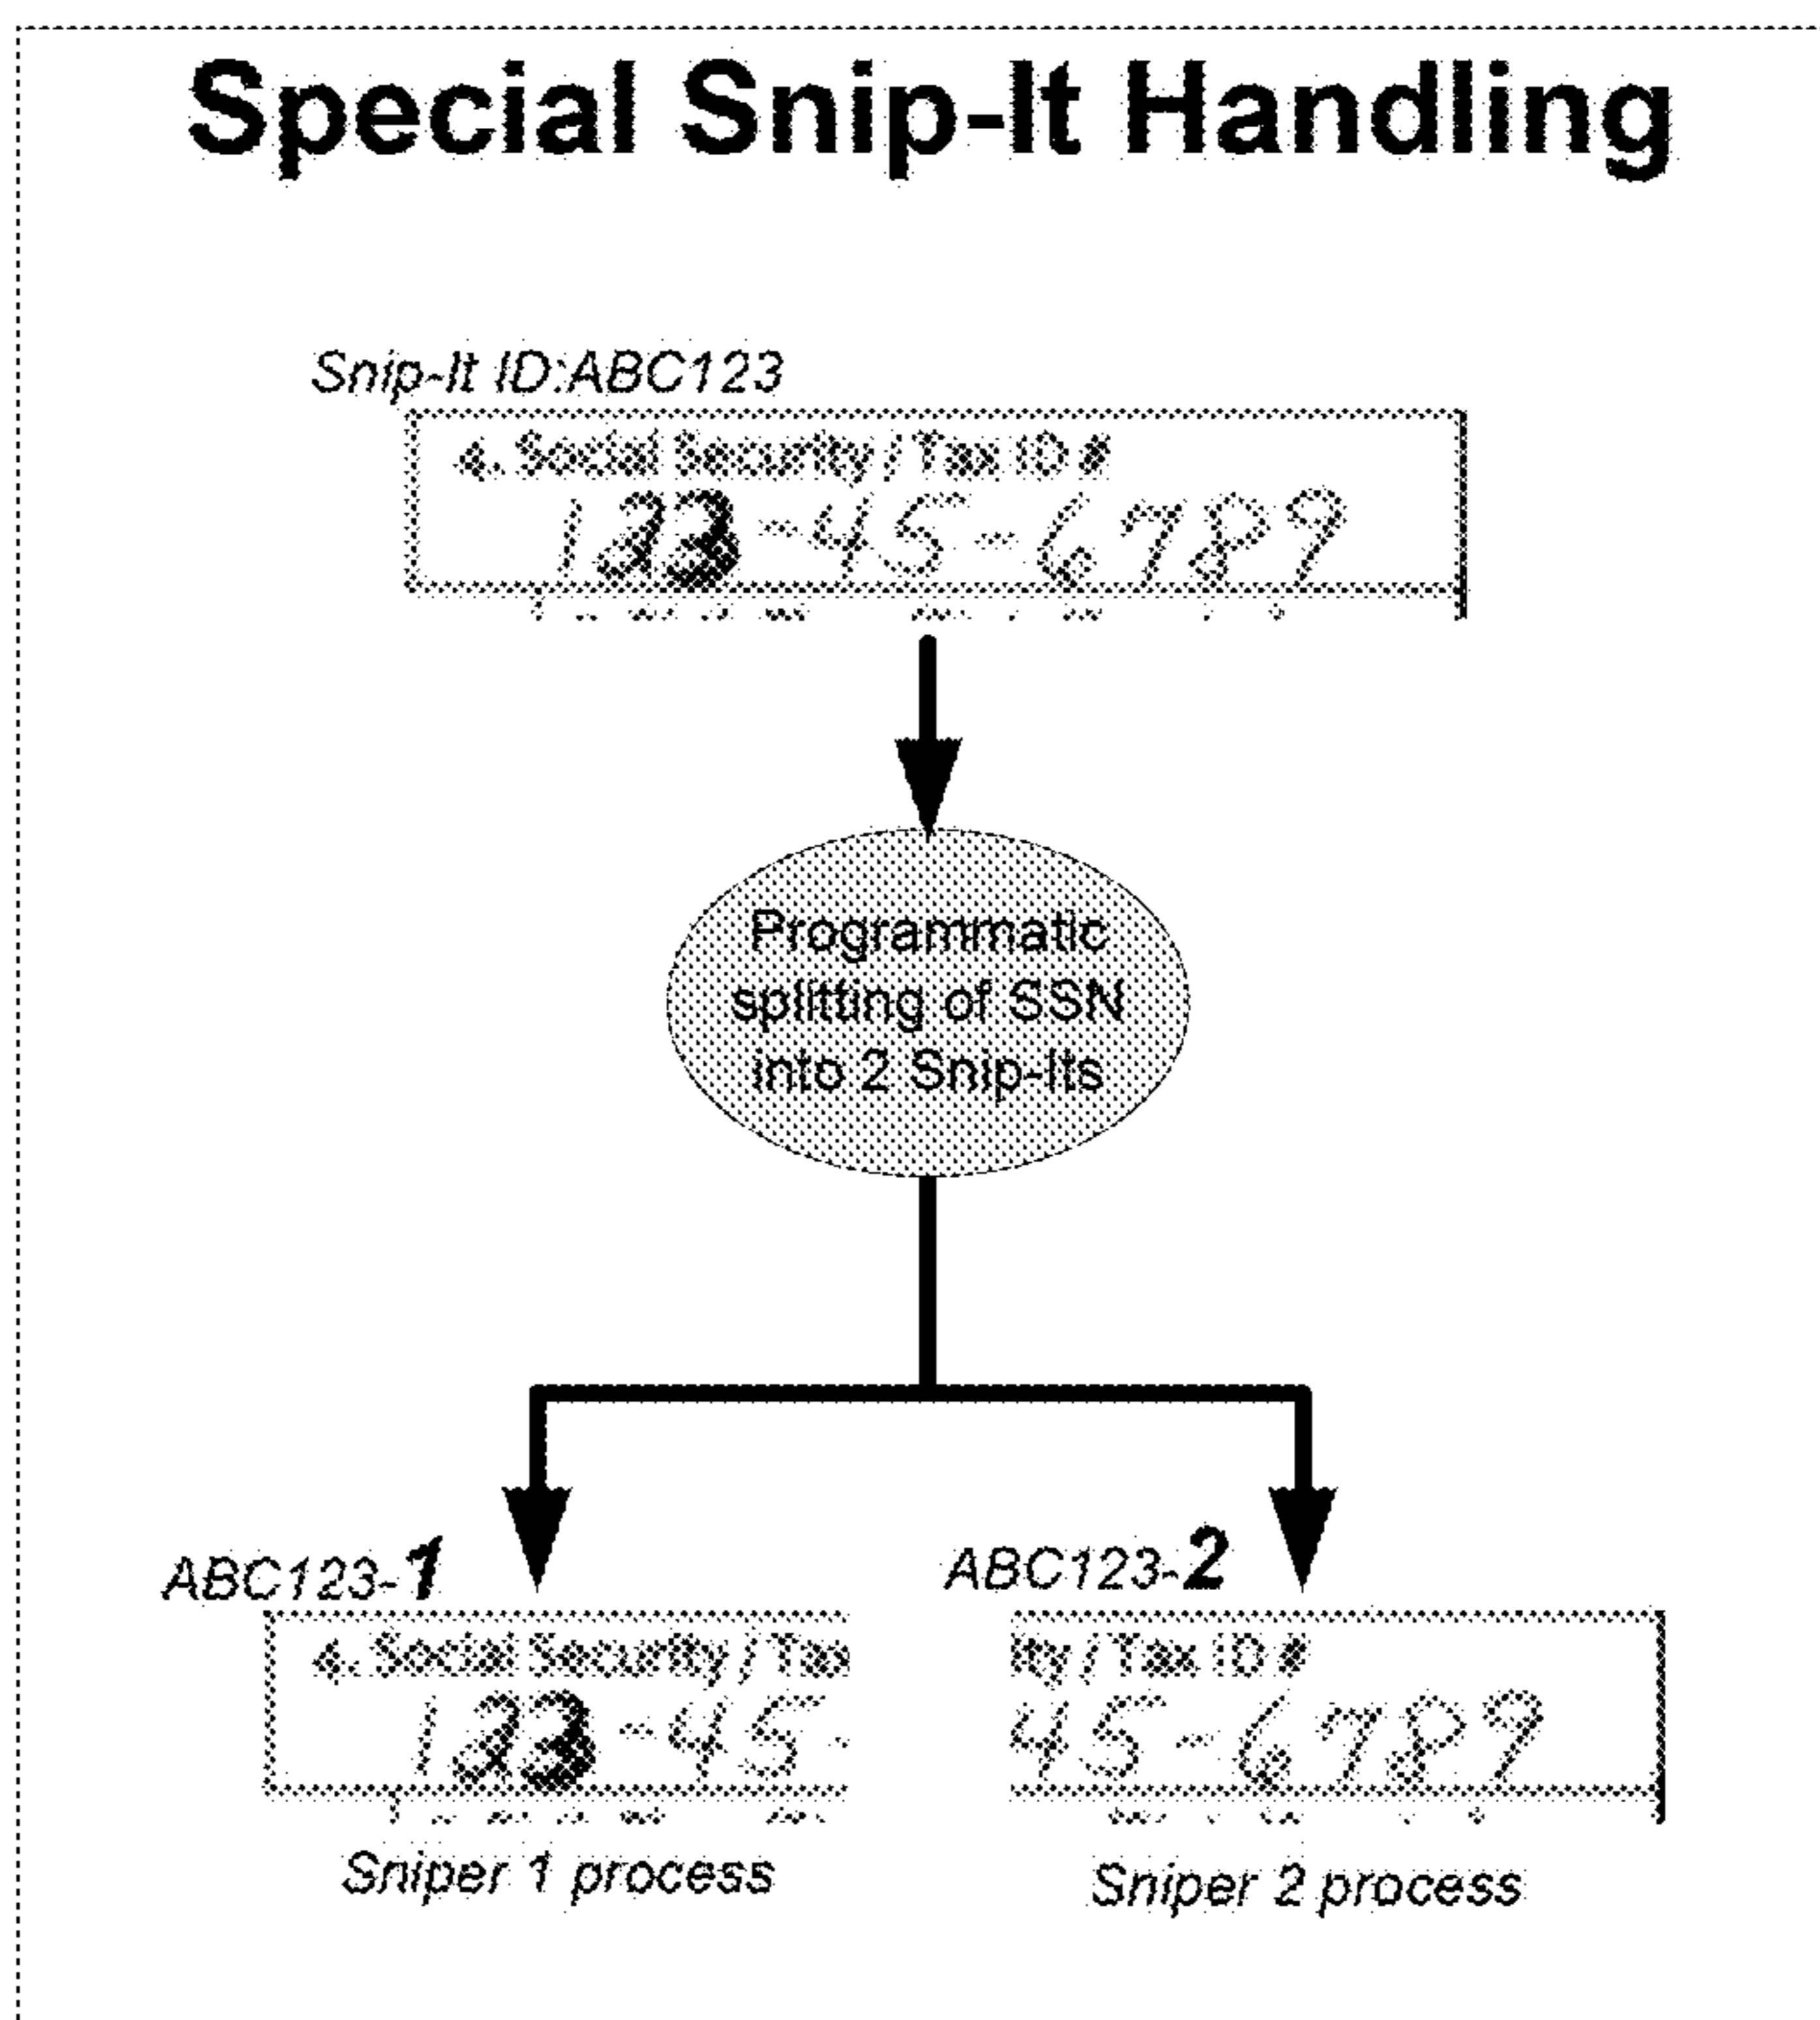 Special Snip-It Handling
Snip-It ID:ABC123
4. Social Security / Tax ID #
123-45-6789
Programmatic
splitting of SSN
into 2 Snip-Its
ABC123-1
4. Social Security / Tax
123-45-
Sniper 1 process
ABC123-2
ity / Tax ID #
45-6789
Sniper 2 process